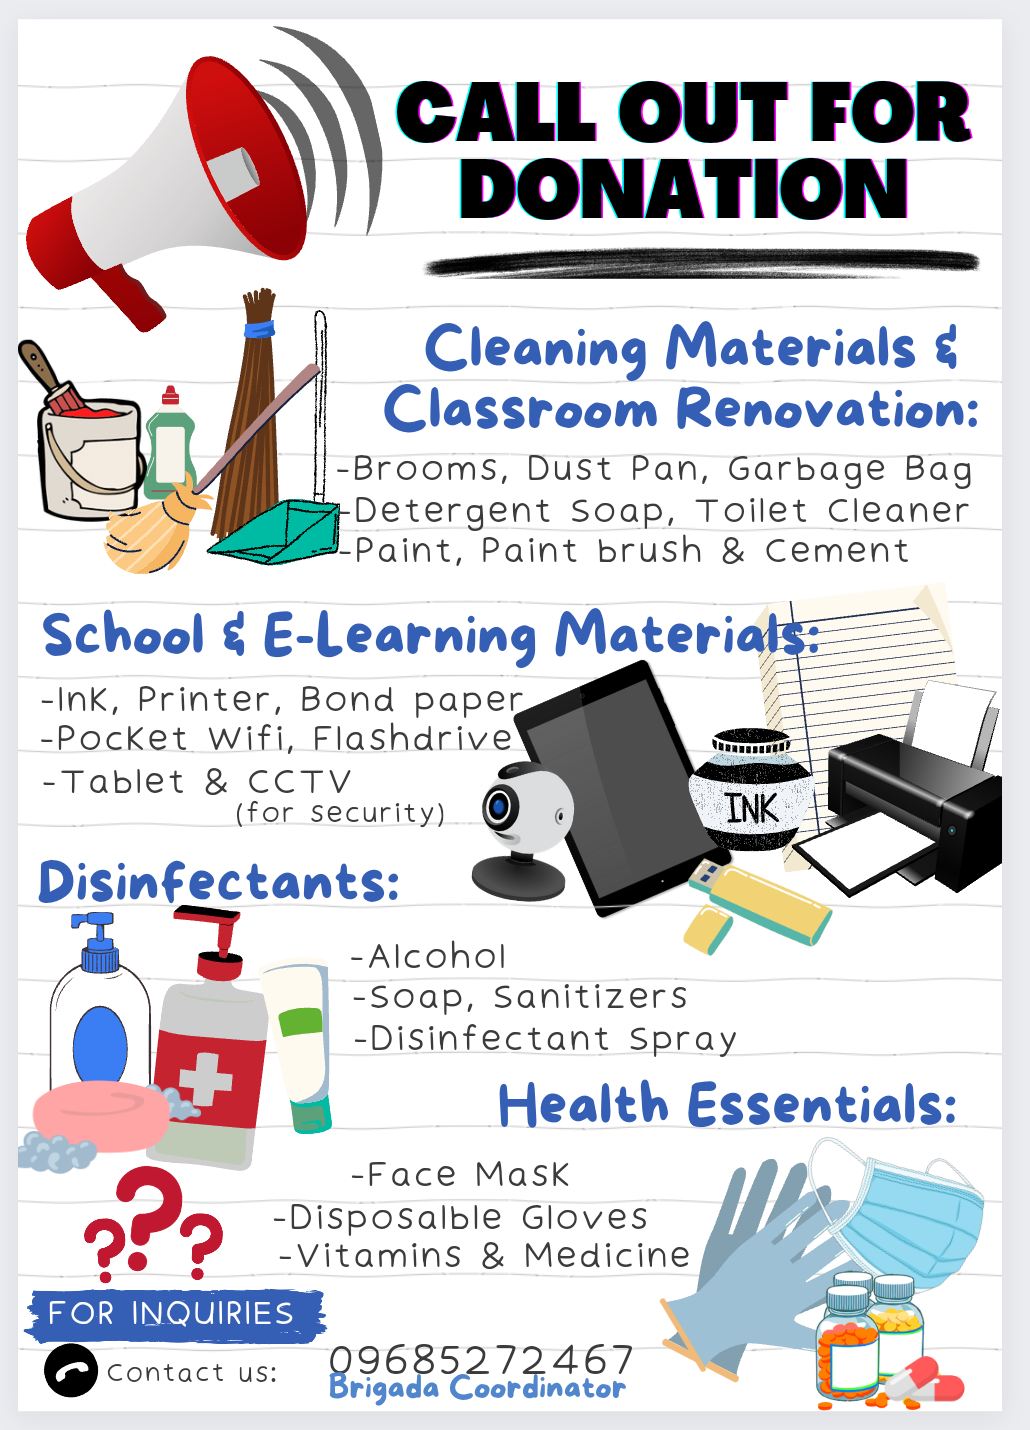 CALL OUT FOR
DONATION
Cleaning Materials &
Classroom Renovation:
-Brooms, Dust Pan, Garbage Bag
-Detergent Soap, Toilet Cleaner
-Paint, Paint brush & Cement
School & E-Learning Materials:
-Ink, Printer, Bond paper
-Pocket Wifi, Flashdrive
-Tablet & CCTV
(for security)
INK
Disinfectants:
-Alcohol
-Soap, Sanitizers
-Disinfectant Spray
Health Essentials:
-Face Mask
-Disposalble Gloves
-Vitamins & Medicine
FOR INQUIRIES
Contact us:
09685272467
Brigada Coordinator